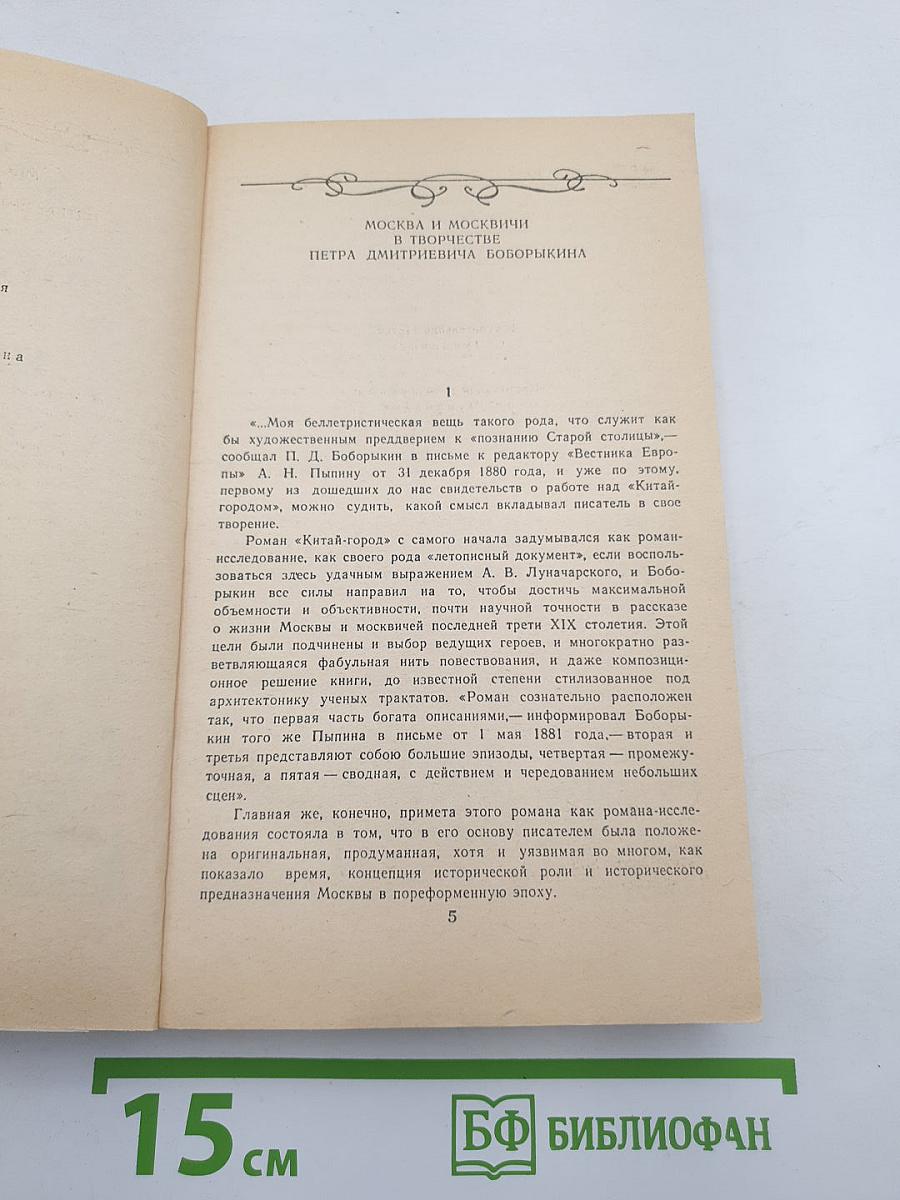 я
на
МОСКВА И МОСКВИЧИ
В ТВОРЧЕСТВЕ
ПЕТРА ДМИТРИЕВИЧА БОБОРЫКИНА
1
«...Моя беллетристическая вещь такого рода, что служит как
бы художественным преддверием к «познанию Старой столицы»,—
сообщал П. Д. Боборыкин в письме к редактору «Вестника Евро-
пы» А. Н. Пыпину от 31 декабря 1880 года, и уже по этому,
первому из дошедших до нас свидетельств о работе над «Китай-
городом», можно судить, какой смысл вкладывал писатель в свое
творение.
Роман «Китай-город» с самого начала задумывался как роман-
исследование, как своего рода «летописный документ», если восполь-
зоваться здесь удачным выражением А. В. Луначарского, и Бобо-
рыкин все силы направил на то, чтобы достичь максимальной
объемности и объективности, почти научной точности в рассказе
о жизни Москвы и москвичей последней трети XIX столетия. Этой
цели были подчинены и выбор ведущих героев, и многократно раз-
ветвляющаяся фабульная нить повествования, и даже композици-
онное решение книги, до известной степени стилизованное под
архитектонику ученых трактатов. «Роман сознательно расположен
так, что первая часть богата описаниями,— информировал Боборы-
кин того же Пыпина в письме от 1 мая 1881 года,— вторая и
третья представляют собою большие эпизоды, четвертая — промежу-
точная, а пятая — сводная, с действием и чередованием небольших
сцен».
Главная же, конечно, примета этого романа как романа-иссле-
дования состояла в том, что в его основу писателем была положе-
на оригинальная, продуманная, хотя и уязвимая во многом, как
показало время, концепция исторической роли и исторического
предназначения Москвы в пореформенную эпоху.
5
15 см
БФ БИБЛИОФАН